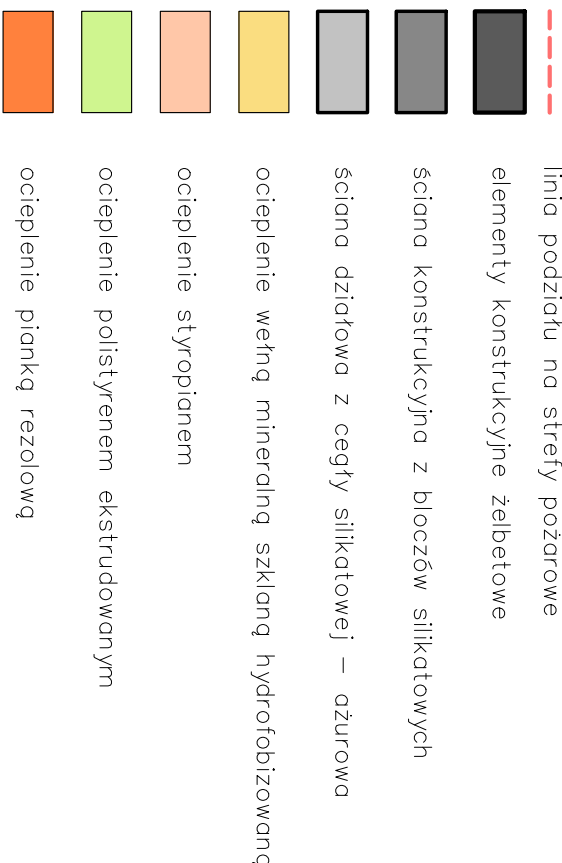 linia podziału na strefy pożarowe
elementy konstrukcyjne żelbetowe
ściana konstrukcyjna z bloczów silikatowych
ściana działowa z cegły silikatowej – ażurowa
ocieplenie wełną mineralną szklaną hydrofobizowaną
ocieplenie styropianem
ocieplenie polistyrenem ekstrudowanym
ocieplenie pianką rezolową